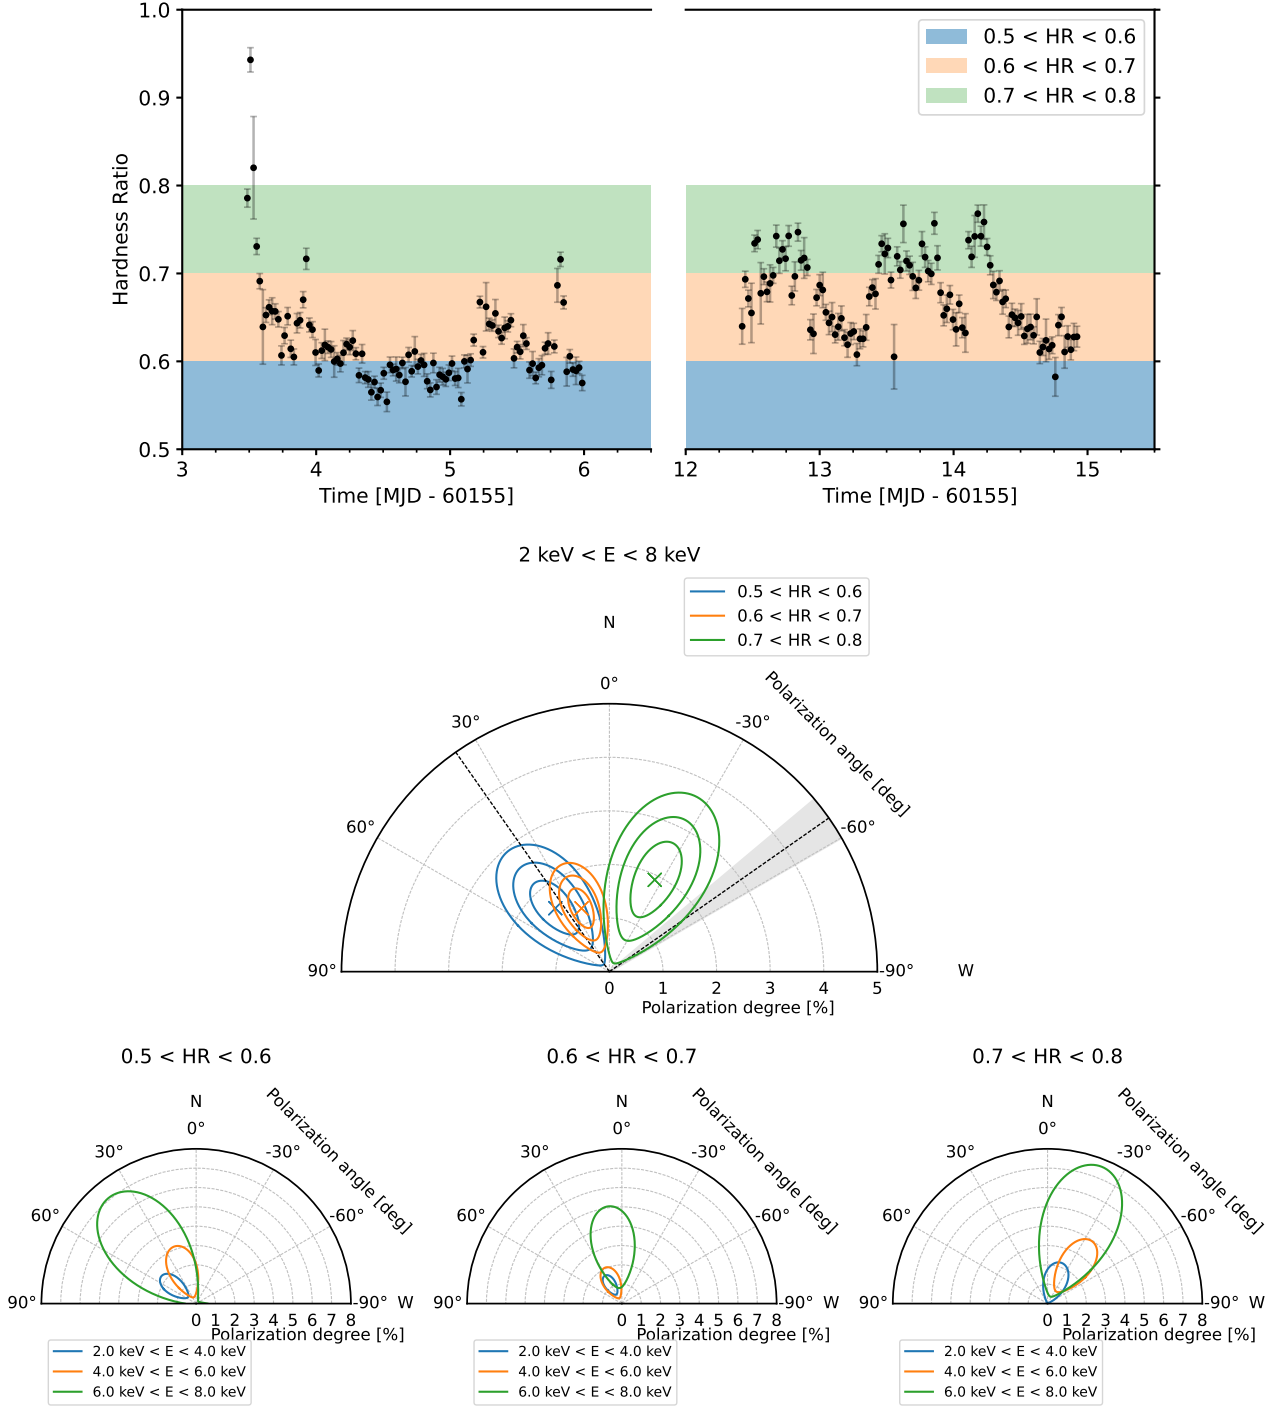 1.0
0.9
0.8
0.7
0.6
0.5
Hardness Ratio
0.5 < HR < 0.6
0.6 < HR < 0.7
0.7 < HR < 0.8
3 4 5 6 12 13 14 15
Time [MJD - 60155] Time [MJD - 60155]
2 keV < E < 8 keV
0.5 < HR < 0.6
0.6 < HR < 0.7
0.7 < HR < 0.8
N
0°
30° -30°
60° -60°
90° -90° W
Polarization angle [deg]
0 1 2 3 4 5
Polarization degree [%]
0.5 < HR < 0.6
N
0°
30° -30°
60° -60°
90° -90° W
Polarization angle [deg]
0 1 2 3 4 5 6 7 8
Polarization degree [%]
2.0 keV < E < 4.0 keV
4.0 keV < E < 6.0 keV
6.0 keV < E < 8.0 keV
0.6 < HR < 0.7
N
0°
30° -30°
60° -60°
90° -90° W
Polarization angle [deg]
0 1 2 3 4 5 6 7 8
Polarization degree [%]
2.0 keV < E < 4.0 keV
4.0 keV < E < 6.0 keV
6.0 keV < E < 8.0 keV
0.7 < HR < 0.8
N
0°
30° -30°
60° -60°
90° -90° W
Polarization angle [deg]
0 1 2 3 4 5 6 7 8
Polarization degree [%]
2.0 keV < E < 4.0 keV
4.0 keV < E < 6.0 keV
6.0 keV < E < 8.0 keV